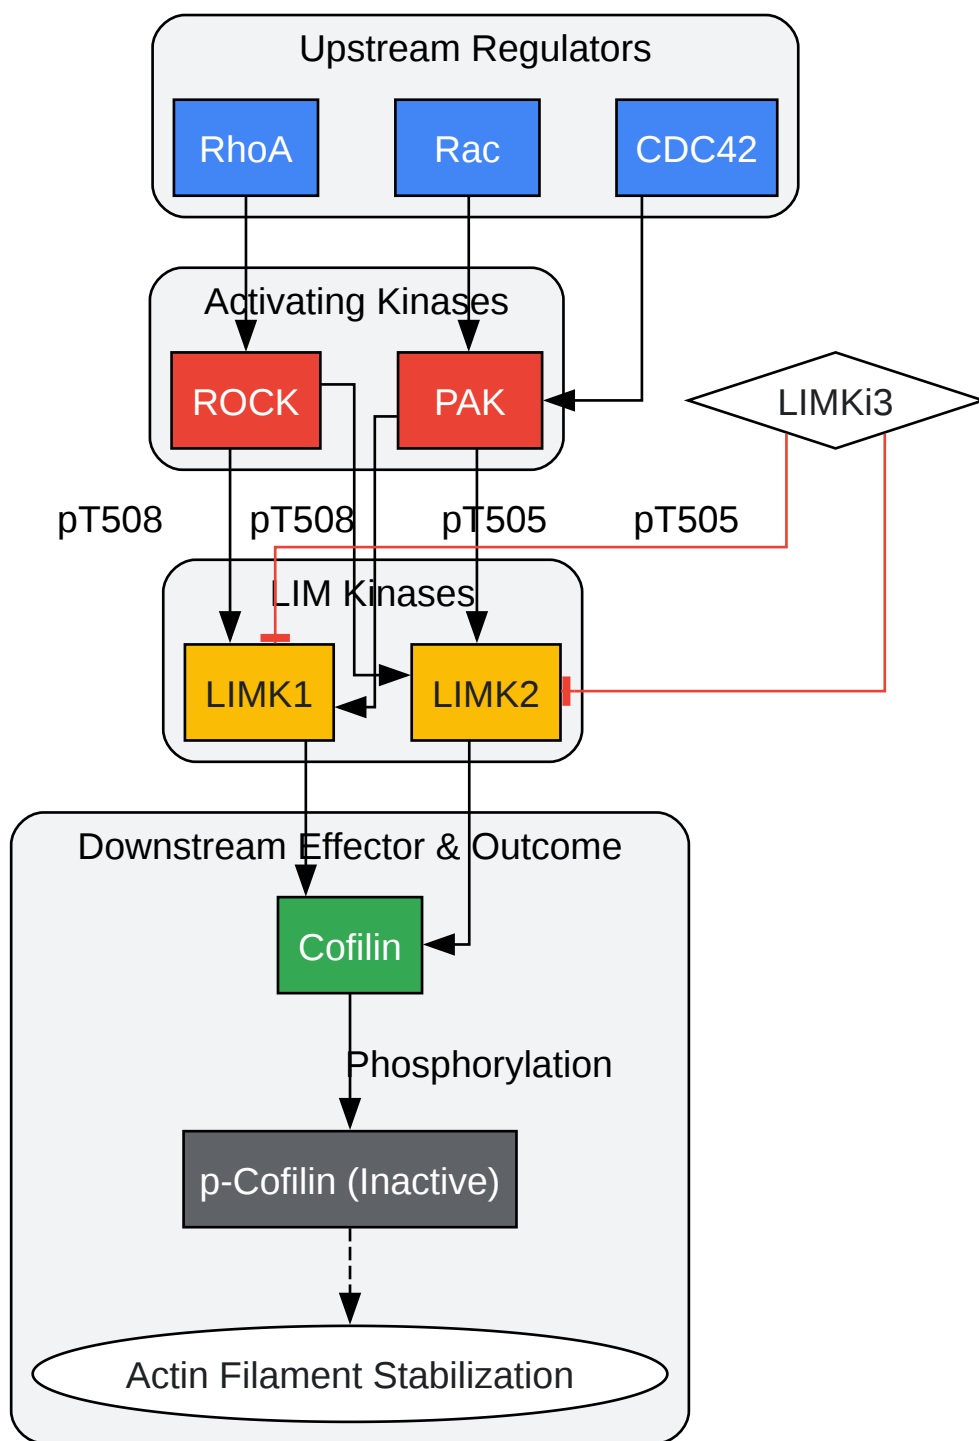 Upstream Regulators
RhoA
Rac
CDC42
Activating Kinases
ROCK
PAK
LIMKi3
pT508
pT508
pT505
pT505
LIM Kinases
LIMK1
LIMK2
Downstream Effector & Outcome
Cofilin
Phosphorylation
p-Cofilin (Inactive)
Actin Filament Stabilization